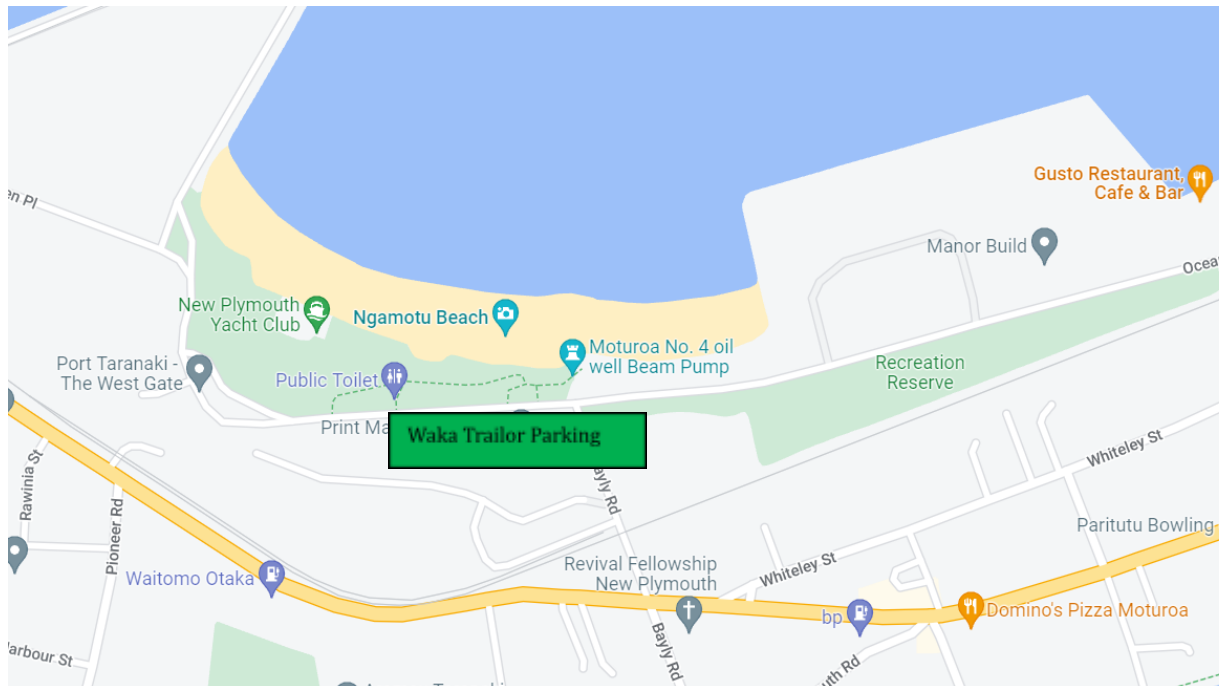 Gusto Restaurant,
Cafe & Bar
en Pl
Manor Build
Ocea
New Plymouth
Yacht Club
Ngamotu Beach
Moturoa No. 4 oil
well Beam Pump
Port Taranaki -
The West Gate
Public Toilet
Recreation
Reserve
Print Ma
Waka Trailor Parking
Whiteley St
Rawinia St
Pioneer Rd
ayly Rd
Paritutu Bowling
Waitomo Otaka
Revival Fellowship
New Plymouth
Whiteley St
bp
Domino's Pizza Moturoa
Bayly Rd
arbour St
uth Rd